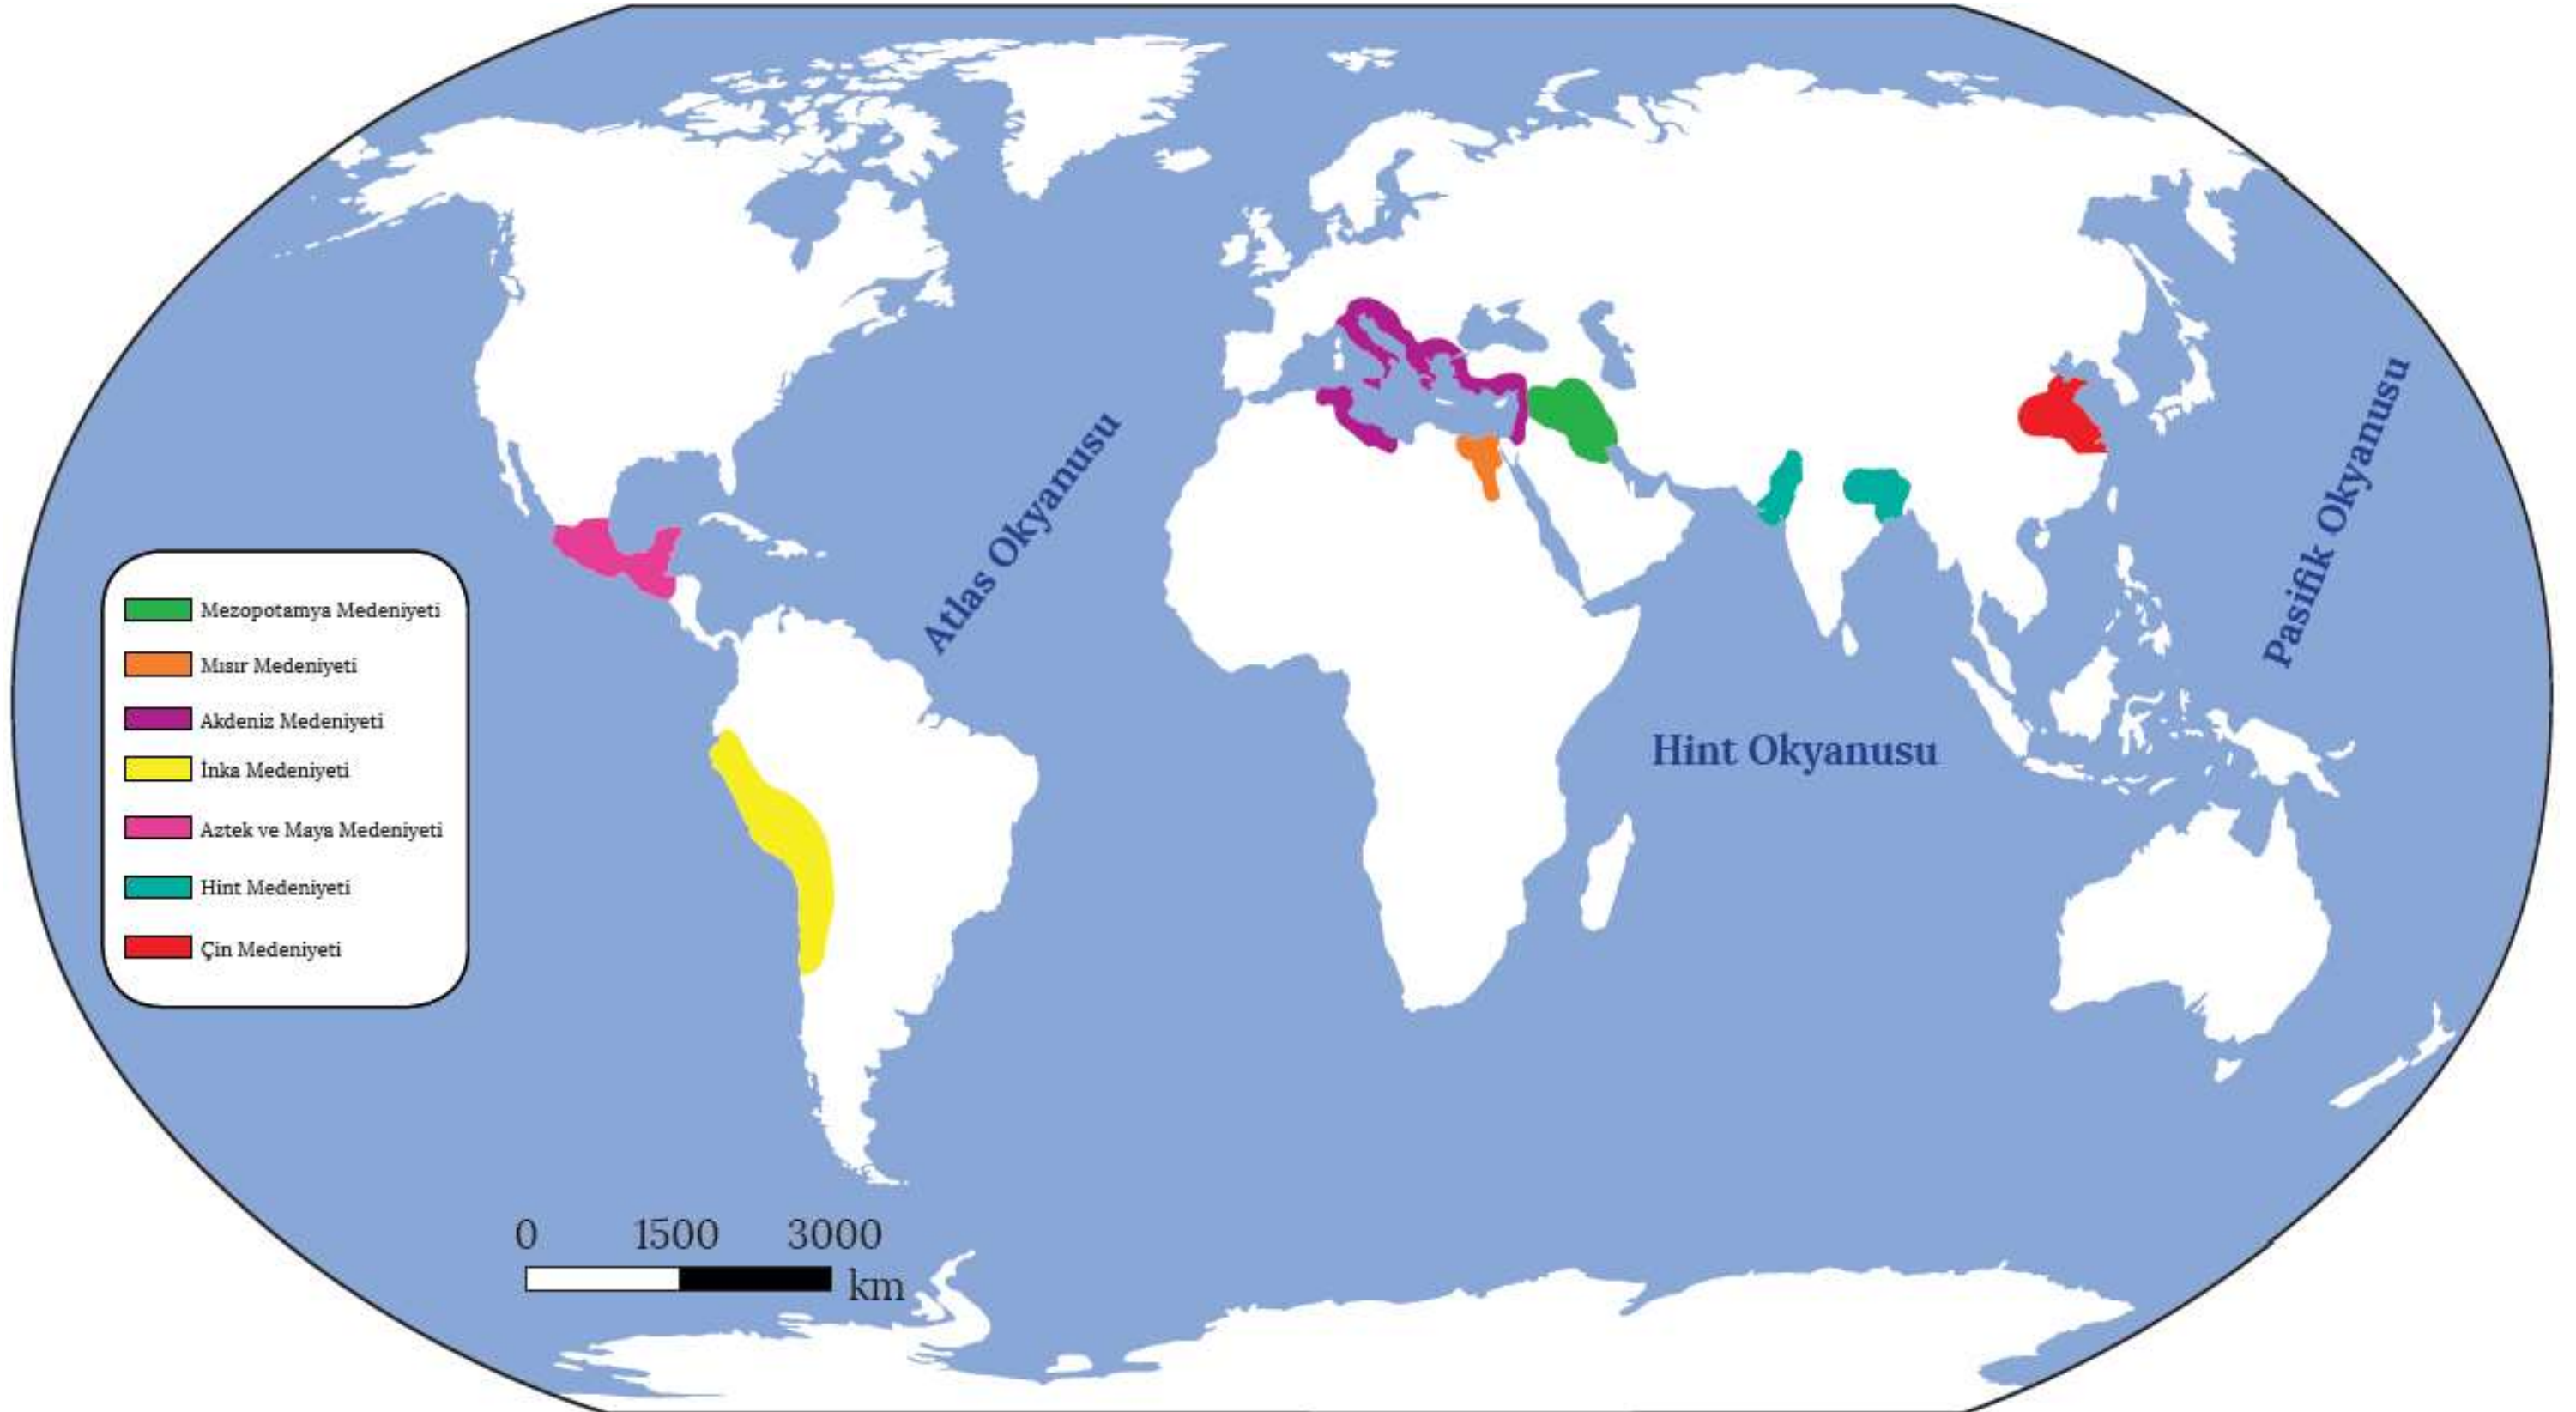 Atlas Okyanusu
Pasifik Okyanusu
Hint Okyanusu
Mezopotamya Medeniyeti
Mısır Medeniyeti
Akdeniz Medeniyeti
İnka Medeniyeti
Aztek ve Maya Medeniyeti
Hint Medeniyeti
Çin Medeniyeti
0 1500 3000
km